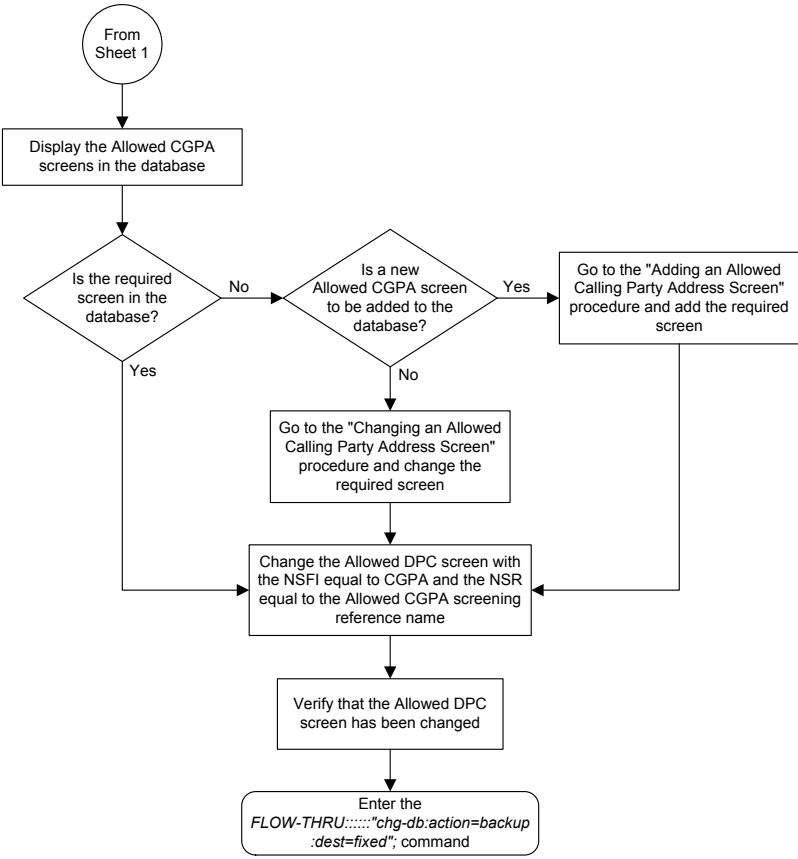 From
Sheet 1
Display the Allowed CGPA
screens in the database
Is the required
screen in the
database?
No
Yes
Is a new
Allowed CGPA screen
to be added to the
database?
Yes
No
Go to the "Adding an Allowed
Calling Party Address Screen"
procedure and add the required
screen
Go to the "Changing an Allowed
Calling Party Address Screen"
procedure and change the
required screen
Change the Allowed DPC screen with
the NSFI equal to CGPA and the NSR
equal to the Allowed CGPA screening
reference name
Verify that the Allowed DPC
screen has been changed
Enter the
FLOW-THRU::::::"chg-db:action=backup
:dest=fixed"; command